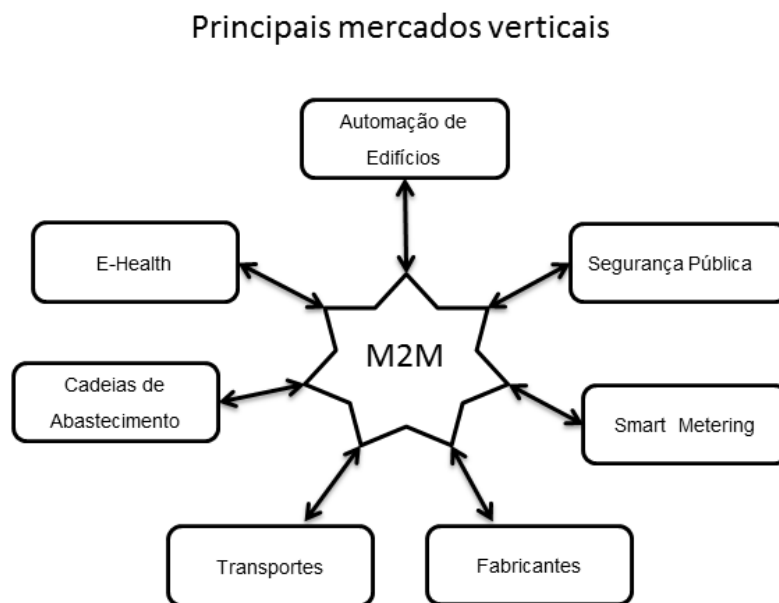 Principais mercados verticais
Automação de
Edifícios
E-Health
Segurança Pública
M2M
Cadeias de
Abastecimento
Smart Metering
Transportes
Fabricantes